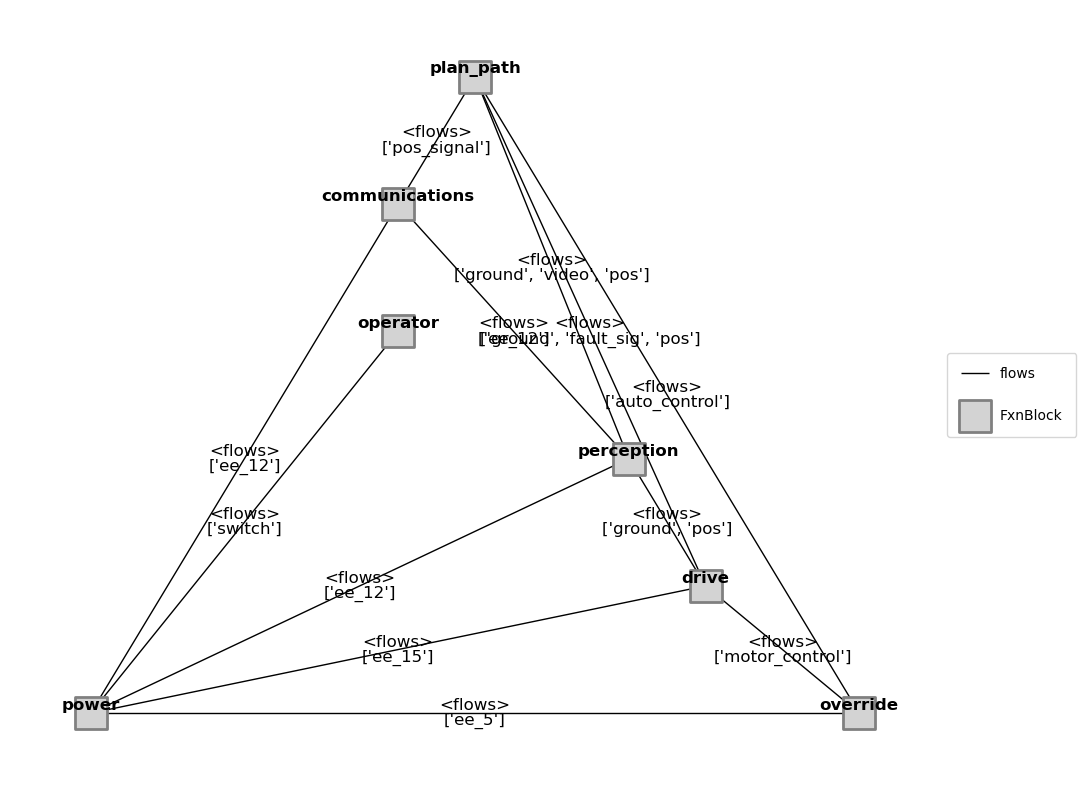 plan_path
<flows>
['pos_signal']
communications
<flows>
['ground', 'video', 'pos']
operator
<flows>
['ee_12']
<flows>
['ground', 'fault_sig', 'pos']
flows
FxnBlock
<flows>
['auto_control']
perception
<flows>
['ee_12']
<flows>
['switch']
<flows>
['ground', 'pos']
drive
<flows>
['ee_12']
<flows>
['ee_15']
<flows>
['motor_control']
power
<flows>
['ee_5']
override